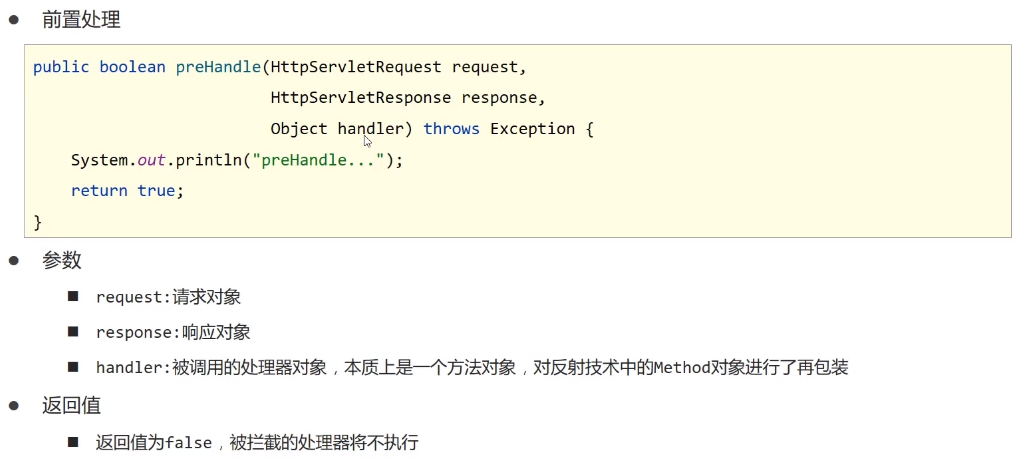 前置处理
public boolean preHandle(HttpServletRequest request,
HttpServletResponse response,
Object handler) throws Exception {
System.out.println("preHandle...");
return true;
}
参数
request:请求对象
response:响应对象
handler:被调用的处理器对象，本质上是一个方法对象，对反射技术中的Method对象进行了再包装
返回值
返回值为false，被拦截的处理器将不执行